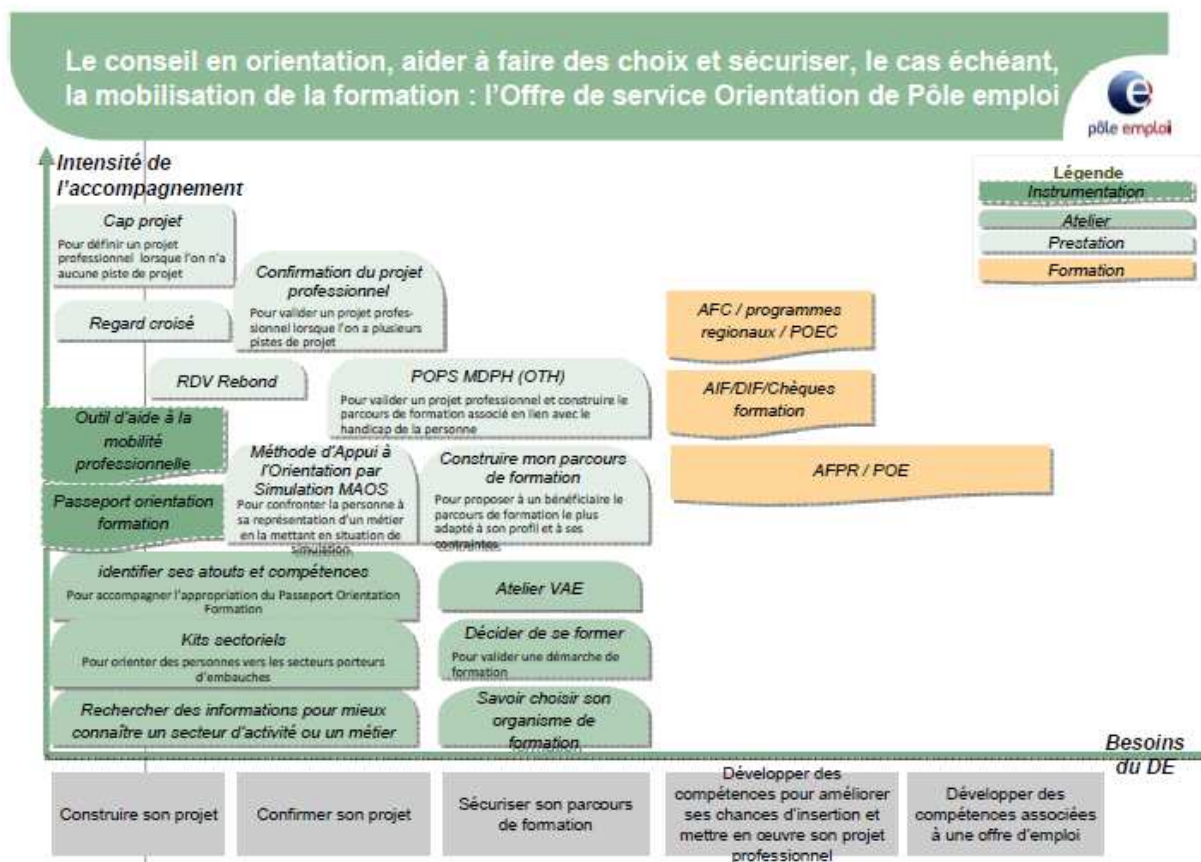 Le conseil en orientation, aider à faire des choix et sécuriser, le cas échéant,
la mobilisation de la formation : l'Offre de service Orientation de Pôle emploi
pôle emploi
Intensité de
l'accompagnement
Légende
Instrumentation
Atelier
Prestation
Formation
Cap projet
Pour définir un projet
professionnel lorsque l'on n'a
aucune piste de projet
Confirmation du projet
professionnel
Pour valider un projet profes-
sionnel lorsque l'on a plusieurs
pistes de projet
Regard croisé
AFC / programmes
regionaux / POEC
RDV Rebond
POPS MDPH (OTH)
Pour valider un projet professionnel et construire le
parcours de formation associé en lien avec le
handicap de la personne
AIF/DIF/Chèques
formation
Outil d'aide à la
mobilité
professionnelle
Méthode d'Appui à
l'Orientation par
Simulation MAOS
Pour confronter la personne à
sa représentation d'un métier
en la mettant en situation de
simulation
Construire mon parcours
de formation
Pour proposer à un bénéficiaire le
parcours de formation le plus
adapté à son profil et à ses
contraintes
AFPR / POE
Passeport orientation
formation
identifier ses atouts et compétences
Pour accompagner l'appropriation du Passeport Orientation
Formation
Atelier VAE
Kits sectoriels
Pour orienter des personnes vers les secteurs porteurs
d'embauches
Décider de se former
Pour valider une démarche de
formation
Rechercher des informations pour mieux
connaître un secteur d'activité ou un métier
Savoir choisir son
organisme de
formation
Besoins
du DE
Construire son projet
Confirmer son projet
Sécuriser son parcours
de formation
Développer des
compétences pour améliorer
ses chances d'insertion et
mettre en œuvre son projet
professionnel
Développer des
compétences associées
à une offre d'emploi